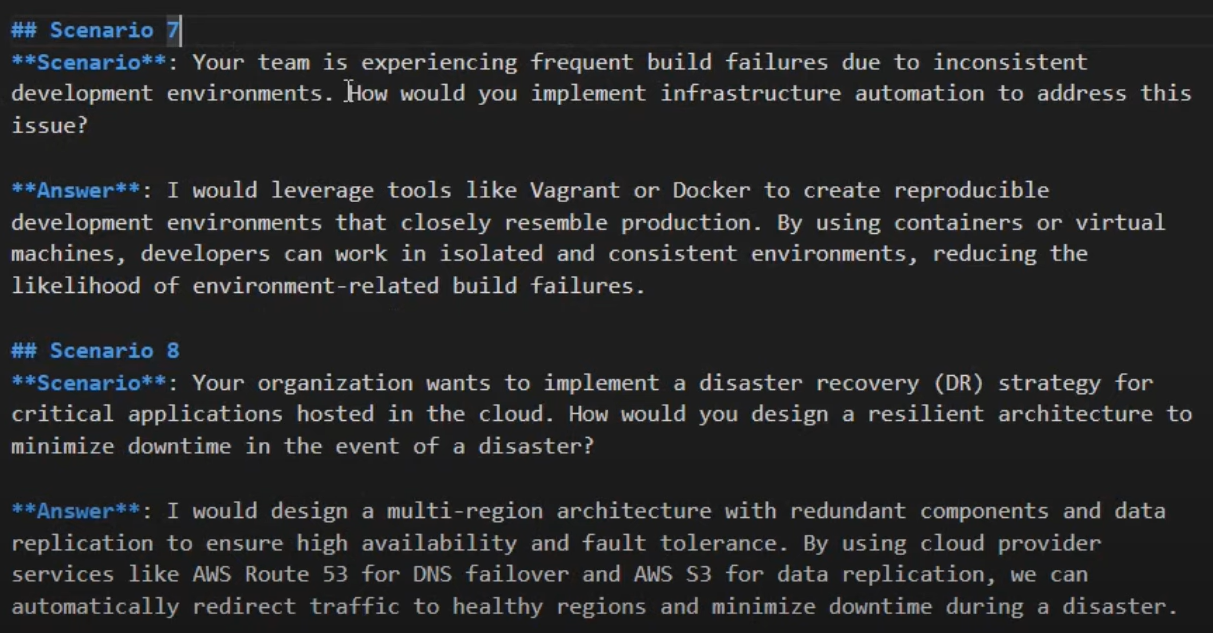 ## Scenario 7
**Scenario**: Your team is experiencing frequent build failures due to inconsistent
development environments. How would you implement infrastructure automation to address this
issue?
**Answer**: I would leverage tools like Vagrant or Docker to create reproducible
development environments that closely resemble production. By using containers or virtual
machines, developers can work in isolated and consistent environments, reducing the
likelihood of environment-related build failures.
## Scenario 8
**Scenario**: Your organization wants to implement a disaster recovery (DR) strategy for
critical applications hosted in the cloud. How would you design a resilient architecture to
minimize downtime in the event of a disaster?
**Answer**: I would design a multi-region architecture with redundant components and data
replication to ensure high availability and fault tolerance. By using cloud provider
services like AWS Route 53 for DNS failover and AWS S3 for data replication, we can
automatically redirect traffic to healthy regions and minimize downtime during a disaster.